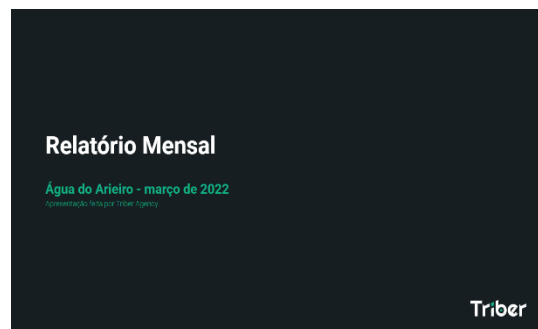 Relatório Mensal
Água do Arieiro - março de 2022
Apresentação feita por Triber Agency
Triber